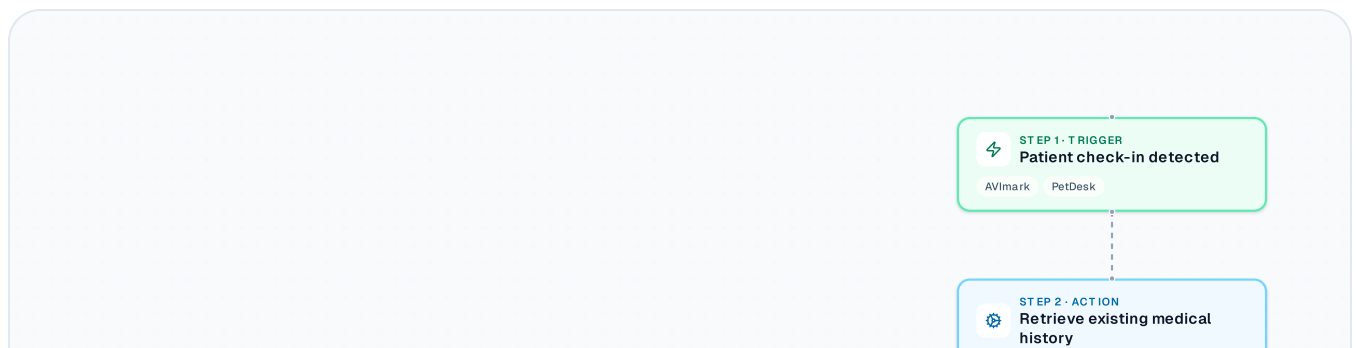 STEP 1 · TRIGGER
Patient check-in detected
AVImark PetDesk
STEP 2 · ACTION
Retrieve existing medical
history